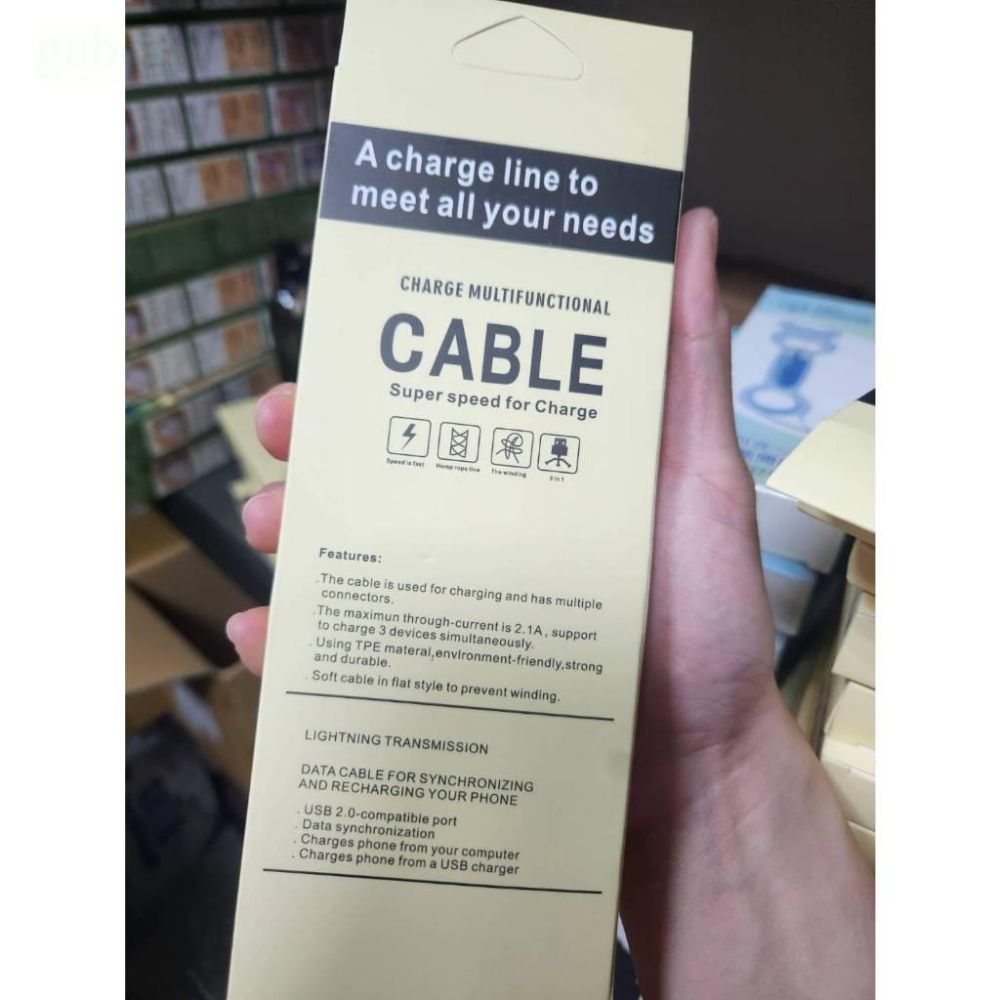 A charge line to
meet all your needs
CHARGE MULTIFUNCTIONAL
CABLE
Super speed for Charge
Speed is fast
Hemp rope line
The winding
3 in 1
Features:
.The cable is used for charging and has multiple
connectors.
.The maximun through-current is 2.1A , support
to charge 3 devices simultaneously.
. Using TPE materal,environment-friendly,strong
and durable.
. Soft cable in flat style to prevent winding.
LIGHTNING TRANSMISSION
DATA CABLE FOR SYNCHRONIZING
AND RECHARGING YOUR PHONE
. USB 2.0-compatible port
. Data synchronization
. Charges phone from your computer
. Charges phone from a USB charger